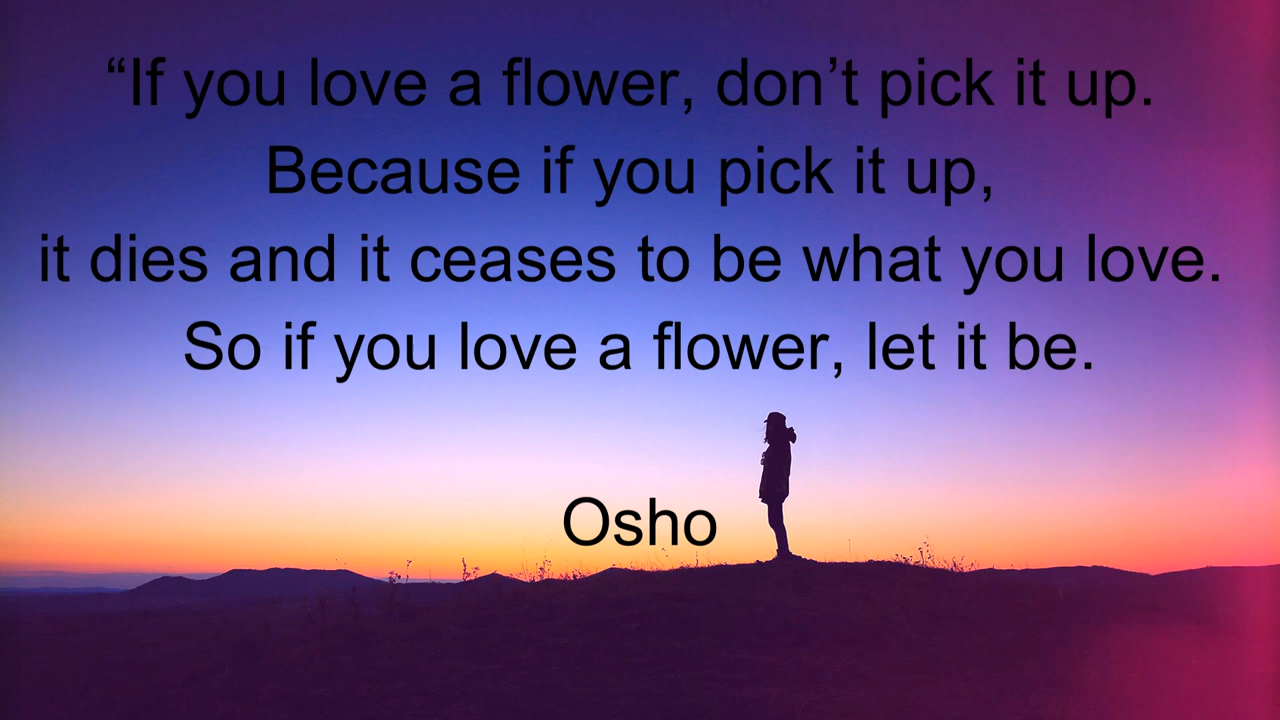 “If you love a flower, don’t pick it up.
Because if you pick it up,
it dies and it ceases to be what you love.
So if you love a flower, let it be.
Osho